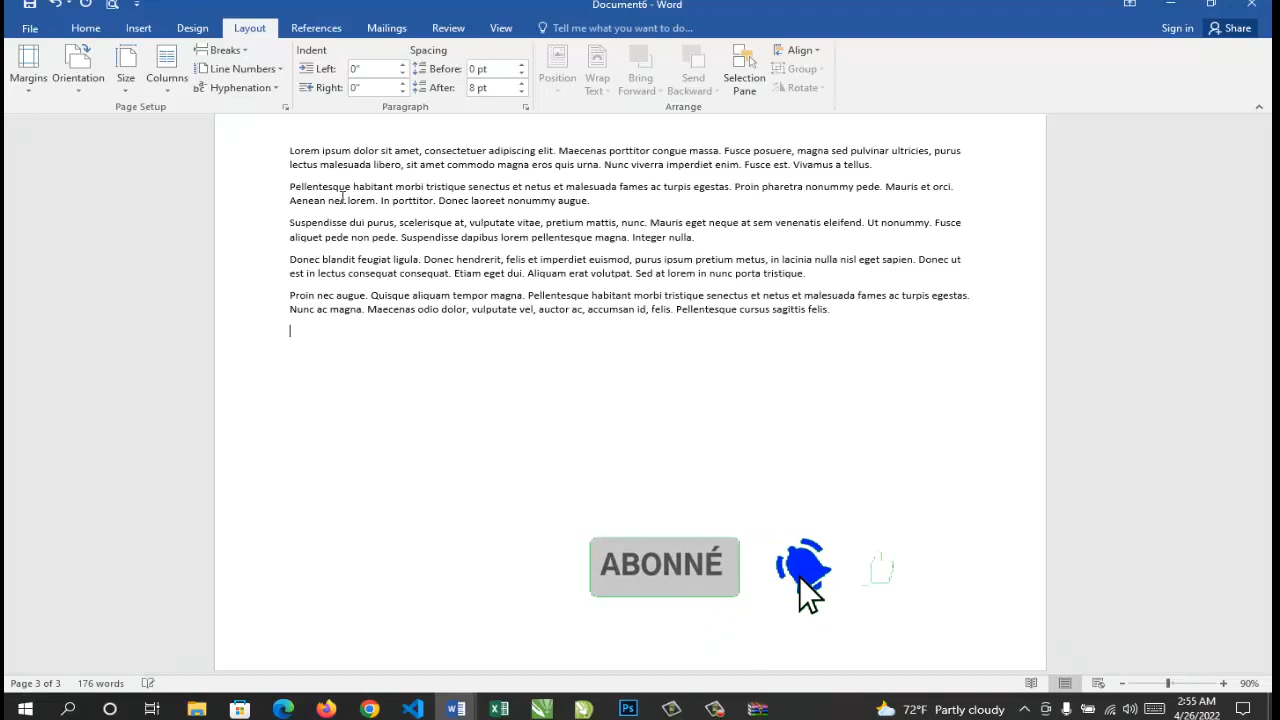 Document6 - Word
File Home Insert Design Layout References Mailings Review View Tell me what you want to do... Sign in Share
Margins Orientation Size Columns Breaks Line Numbers Hyphenation
Page Setup
Indent Spacing
Left: 0" Before: 0 pt
Right: 0" After: 8 pt
Paragraph
Position Wrap Text Bring Forward Send Backward Selection Pane Align Group Rotate
Arrange
Lorem ipsum dolor sit amet, consectetuer adipiscing elit. Maecenas porttitor congue massa. Fusce posuere, magna sed pulvinar ultricies, purus
lectus malesuada libero, sit amet commodo magna eros quis urna. Nunc viverra imperdiet enim. Fusce est. Vivamus a tellus.
Pellentesque habitant morbi tristique senectus et netus et malesuada fames ac turpis egestas. Proin pharetra nonummy pede. Mauris et orci.
Aenean nec lorem. In porttitor. Donec laoreet nonummy augue.
Suspendisse dui purus, scelerisque at, vulputate vitae, pretium mattis, nunc. Mauris eget neque at sem venenatis eleifend. Ut nonummy. Fusce
aliquet pede non pede. Suspendisse dapibus lorem pellentesque magna. Integer nulla.
Donec blandit feugiat ligula. Donec hendrerit, felis et imperdiet euismod, purus ipsum pretium metus, in lacinia nulla nisl eget sapien. Donec ut
est in lectus consequat consequat. Etiam eget dui. Aliquam erat volutpat. Sed at lorem in nunc porta tristique.
Proin nec augue. Quisque aliquam tempor magna. Pellentesque habitant morbi tristique senectus et netus et malesuada fames ac turpis egestas.
Nunc ac magna. Maecenas odio dolor, vulputate vel, auctor ac, accumsan id, felis. Pellentesque cursus sagittis felis.
ABONNÉ
Page 3 of 3 176 words 90%
72°F Partly cloudy 2:55 AM
4/26/2022